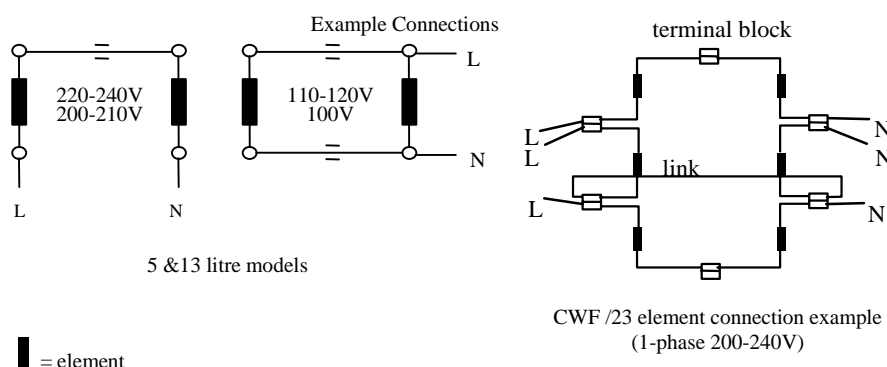 Example Connections
220-240V
200-210V
L
N
110-120V
100V
L
N
5 &13 litre models
= element
terminal block
L
L
N
N
link
L
N
CWF /23 element connection example
(1-phase 200-240V)